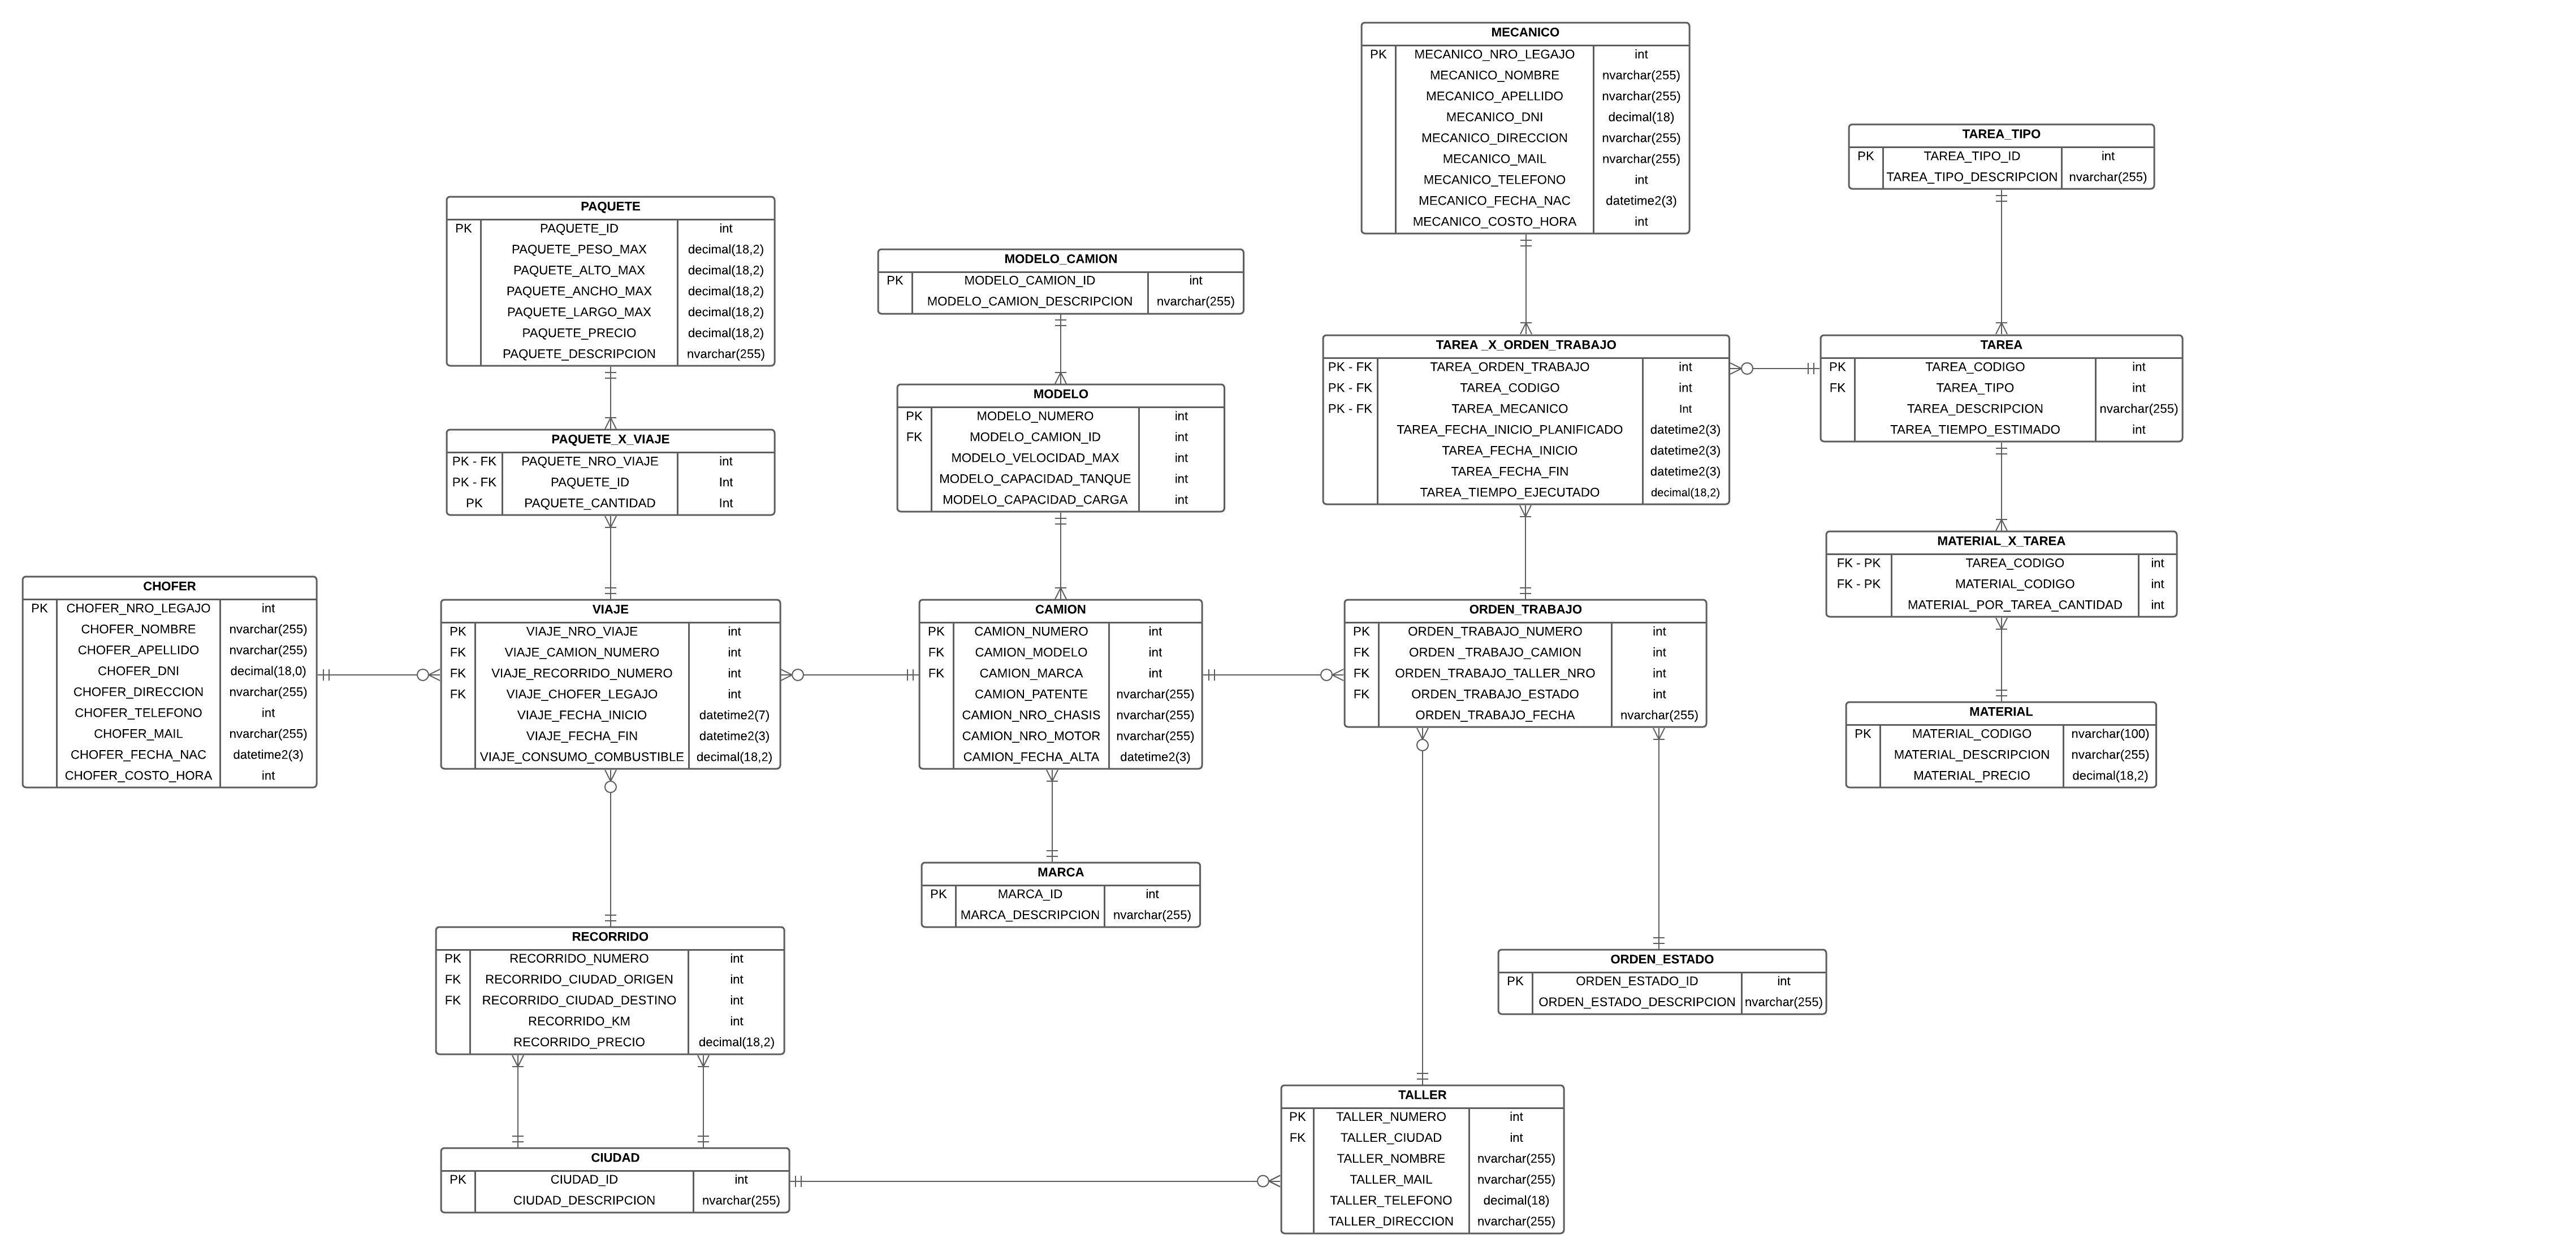 MECANICO
PK MECANICO_NRO_LEGAJO int
MECANICO_NOMBRE nvarchar(255)
MECANICO_APELLIDO nvarchar(255)
MECANICO_DNI decimal(18)
MECANICO_DIRECCION nvarchar(255)
MECANICO_MAIL nvarchar(255)
MECANICO_TELEFONO int
MECANICO_FECHA_NAC datetime2(3)
MECANICO_COSTO_HORA int
TAREA_TIPO
PK TAREA_TIPO_ID int
TAREA_TIPO_DESCRIPCION nvarchar(255)
PAQUETE
PK PAQUETE_ID int
PAQUETE_PESO_MAX decimal(18,2)
PAQUETE_ALTO_MAX decimal(18,2)
PAQUETE_ANCHO_MAX decimal(18,2)
PAQUETE_LARGO_MAX decimal(18,2)
PAQUETE_PRECIO decimal(18,2)
PAQUETE_DESCRIPCION nvarchar(255)
MODELO_CAMION
PK MODELO_CAMION_ID int
MODELO_CAMION_DESCRIPCION nvarchar(255)
TAREA _X_ORDEN_TRABAJO
PK - FK TAREA_ORDEN_TRABAJO int
PK - FK TAREA_CODIGO int
PK - FK TAREA_MECANICO Int
TAREA_FECHA_INICIO_PLANIFICADO datetime2(3)
TAREA_FECHA_INICIO datetime2(3)
TAREA_FECHA_FIN datetime2(3)
TAREA_TIEMPO_EJECUTADO decimal(18,2)
TAREA
PK TAREA_CODIGO int
FK TAREA_TIPO int
TAREA_DESCRIPCION nvarchar(255)
TAREA_TIEMPO_ESTIMADO int
MODELO
PK MODELO_NUMERO int
FK MODELO_CAMION_ID int
MODELO_VELOCIDAD_MAX int
MODELO_CAPACIDAD_TANQUE int
MODELO_CAPACIDAD_CARGA int
PAQUETE_X_VIAJE
PK - FK PAQUETE_NRO_VIAJE int
PK - FK PAQUETE_ID Int
PK PAQUETE_CANTIDAD Int
MATERIAL_X_TAREA
FK - PK TAREA_CODIGO int
FK - PK MATERIAL_CODIGO int
MATERIAL_POR_TAREA_CANTIDAD int
CHOFER
PK CHOFER_NRO_LEGAJO int
CHOFER_NOMBRE nvarchar(255)
CHOFER_APELLIDO nvarchar(255)
CHOFER_DNI decimal(18,0)
CHOFER_DIRECCION nvarchar(255)
CHOFER_TELEFONO int
CHOFER_MAIL nvarchar(255)
CHOFER_FECHA_NAC datetime2(3)
CHOFER_COSTO_HORA int
VIAJE
PK VIAJE_NRO_VIAJE int
FK VIAJE_CAMION_NUMERO int
FK VIAJE_RECORRIDO_NUMERO int
FK VIAJE_CHOFER_LEGAJO int
VIAJE_FECHA_INICIO datetime2(7)
VIAJE_FECHA_FIN datetime2(3)
VIAJE_CONSUMO_COMBUSTIBLE decimal(18,2)
CAMION
PK CAMION_NUMERO int
FK CAMION_MODELO int
FK CAMION_MARCA int
CAMION_PATENTE nvarchar(255)
CAMION_NRO_CHASIS nvarchar(255)
CAMION_NRO_MOTOR nvarchar(255)
CAMION_FECHA_ALTA datetime2(3)
ORDEN_TRABAJO
PK ORDEN_TRABAJO_NUMERO int
FK ORDEN _TRABAJO_CAMION int
FK ORDEN_TRABAJO_TALLER_NRO int
FK ORDEN_TRABAJO_ESTADO int
ORDEN_TRABAJO_FECHA nvarchar(255)
MATERIAL
PK MATERIAL_CODIGO nvarchar(100)
MATERIAL_DESCRIPCION nvarchar(255)
MATERIAL_PRECIO decimal(18,2)
MARCA
PK MARCA_ID int
MARCA_DESCRIPCION nvarchar(255)
RECORRIDO
PK RECORRIDO_NUMERO int
FK RECORRIDO_CIUDAD_ORIGEN int
FK RECORRIDO_CIUDAD_DESTINO int
RECORRIDO_KM int
RECORRIDO_PRECIO decimal(18,2)
ORDEN_ESTADO
PK ORDEN_ESTADO_ID int
ORDEN_ESTADO_DESCRIPCION nvarchar(255)
TALLER
PK TALLER_NUMERO int
FK TALLER_CIUDAD int
TALLER_NOMBRE nvarchar(255)
TALLER_MAIL nvarchar(255)
TALLER_TELEFONO decimal(18)
TALLER_DIRECCION nvarchar(255)
CIUDAD
PK CIUDAD_ID int
CIUDAD_DESCRIPCION nvarchar(255)